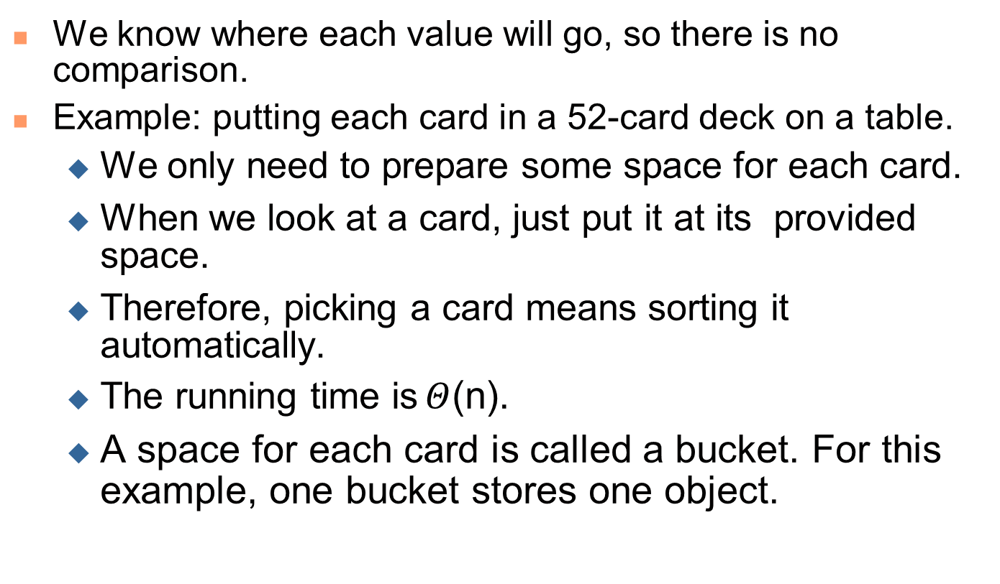 We know where each value will go, so there is no
comparison.
Example: putting each card in a 52-card deck on a table.
We only need to prepare some space for each card.
When we look at a card, just put it at its  provided
space.
Therefore, picking a card means sorting it
automatically.
The running time is Θ(n).
A space for each card is called a bucket. For this
example, one bucket stores one object.